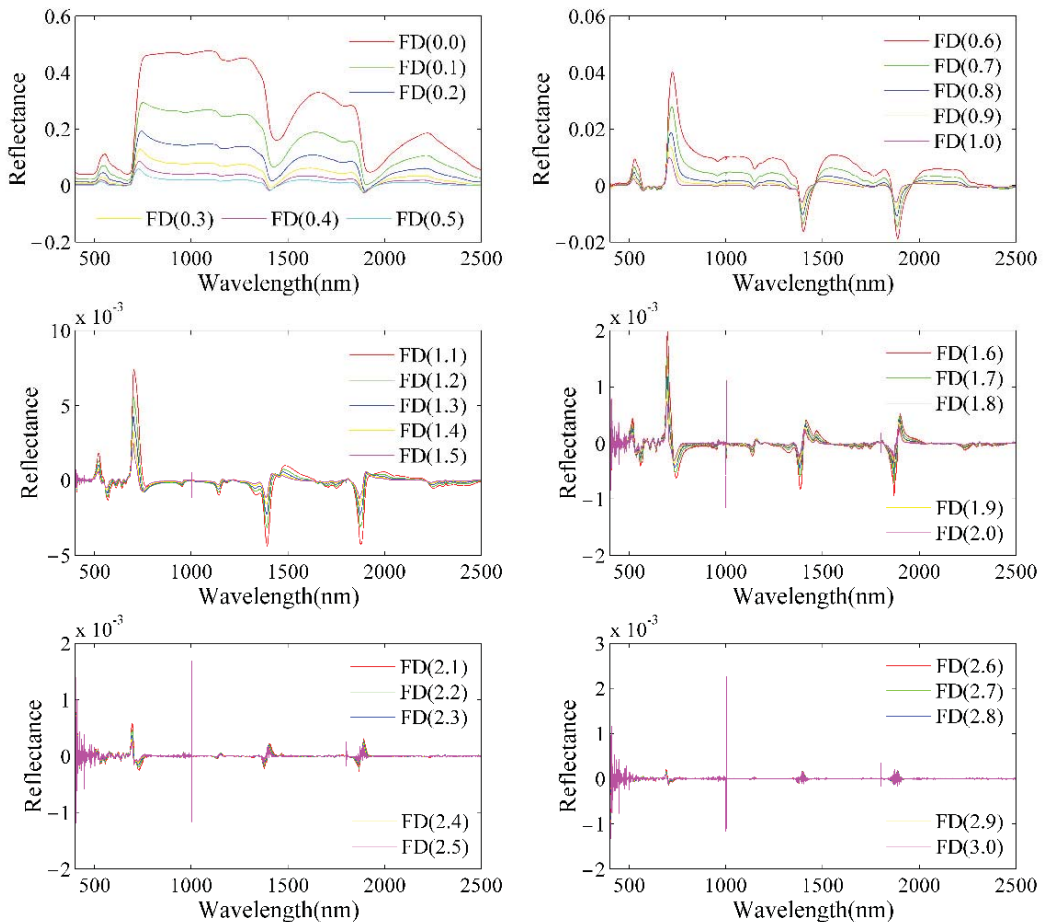 0.6
0.4
0.2
0
−0.2
Reflectance
FD(0.0)
FD(0.1)
FD(0.2)
FD(0.3) FD(0.4) FD(0.5)
500 1000 1500 2000 2500
Wavelength(nm)
0.06
0.04
0.02
0
−0.02
Reflectance
FD(0.6)
FD(0.7)
FD(0.8)
FD(0.9)
FD(1.0)
500 1000 1500 2000 2500
Wavelength(nm)
x 10⁻³
10
5
0
−5
Reflectance
FD(1.1)
FD(1.2)
FD(1.3)
FD(1.4)
FD(1.5)
500 1000 1500 2000 2500
Wavelength(nm)
x 10⁻³
2
1
0
−1
−2
Reflectance
FD(1.6)
FD(1.7)
FD(1.8)
FD(1.9)
FD(2.0)
500 1000 1500 2000 2500
Wavelength(nm)
x 10⁻³
2
1
0
−1
−2
Reflectance
FD(2.1)
FD(2.2)
FD(2.3)
FD(2.4)
FD(2.5)
500 1000 1500 2000 2500
Wavelength(nm)
x 10⁻³
3
2
1
0
−1
−2
Reflectance
FD(2.6)
FD(2.7)
FD(2.8)
FD(2.9)
FD(3.0)
500 1000 1500 2000 2500
Wavelength(nm)